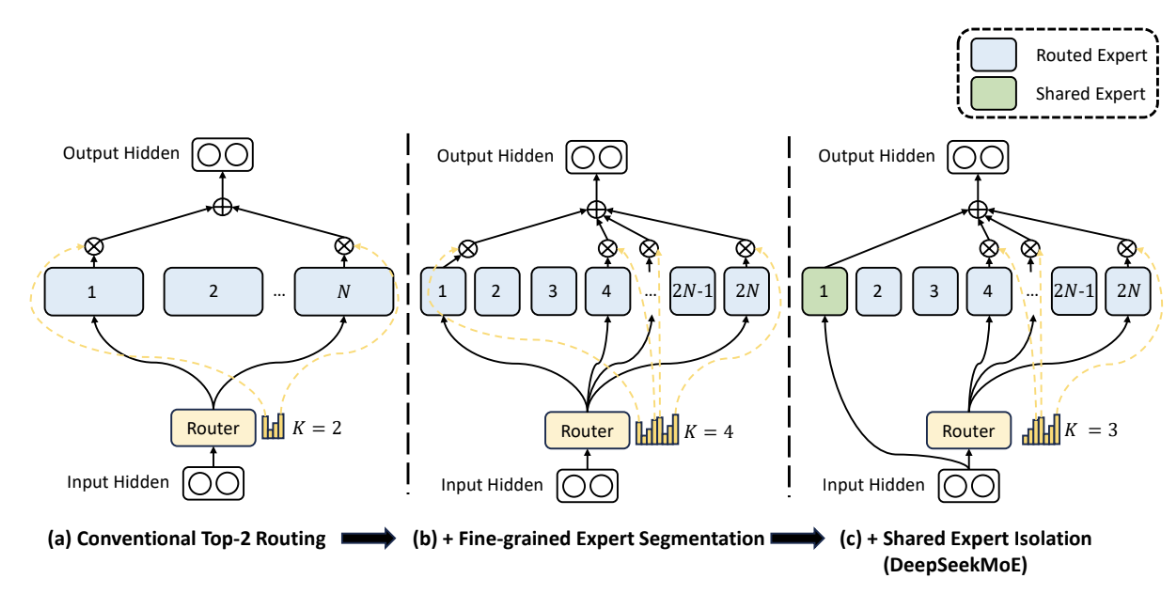 Routed Expert
Shared Expert
Output Hidden
1
2
...
N
Router
K = 2
Input Hidden
(a) Conventional Top-2 Routing
Output Hidden
1
2
3
4
...
2N-1
2N
Router
K = 4
Input Hidden
(b) + Fine-grained Expert Segmentation
Output Hidden
1
2
3
4
...
2N-1
2N
Router
K = 3
Input Hidden
(c) + Shared Expert Isolation
(DeepSeekMoE)